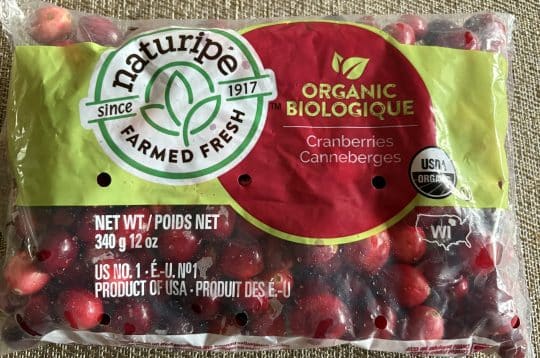 naturipe
since 1917
FARMED FRESH
TM
ORGANIC
BIOLOGIQUE
Cranberries
Canneberges
USDA
ORGANIC
WI
NET WT./ POIDS NET
340 g 12 oz
US NO. 1 · É.-U. Nº1
PRODUCT OF USA · PRODUIT DES É.-U